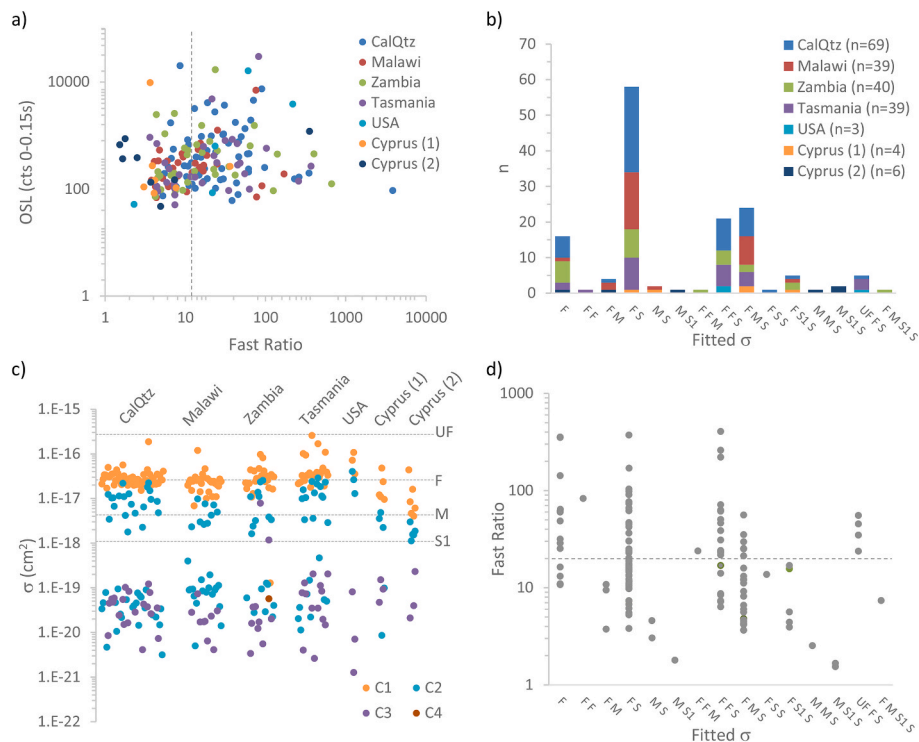 a)
OSL (cts 0-0.15s)
10000
100
1
1
10
100
1000
10000
Fast Ratio
CalQtz
Malawi
Zambia
Tasmania
USA
Cyprus (1)
Cyprus (2)
b)
n
70
60
50
40
30
20
10
0
CalQtz (n=69)
Malawi (n=39)
Zambia (n=40)
Tasmania (n=39)
USA (n=3)
Cyprus (1) (n=4)
Cyprus (2) (n=6)
F
F F
F M
F S
M S
M S1
F F M
F F S
F M S
F S S
F S1 S
M M S
M S1 S
UF F S
F M S1 S
Fitted σ
c)
σ (cm²)
1.E-15
1.E-16
1.E-17
1.E-18
1.E-19
1.E-20
1.E-21
1.E-22
CalQtz
Malawi
Zambia
Tasmania
USA
Cyprus (1)
Cyprus (2)
UF
F
M
S1
C1
C2
C3
C4
d)
Fast Ratio
1000
100
10
1
F
F F
F M
F S
M S
M S1
F F M
F F S
F M S
F S S
F S1 S
M M S
M S1 S
UF F S
F M S1 S
Fitted σ